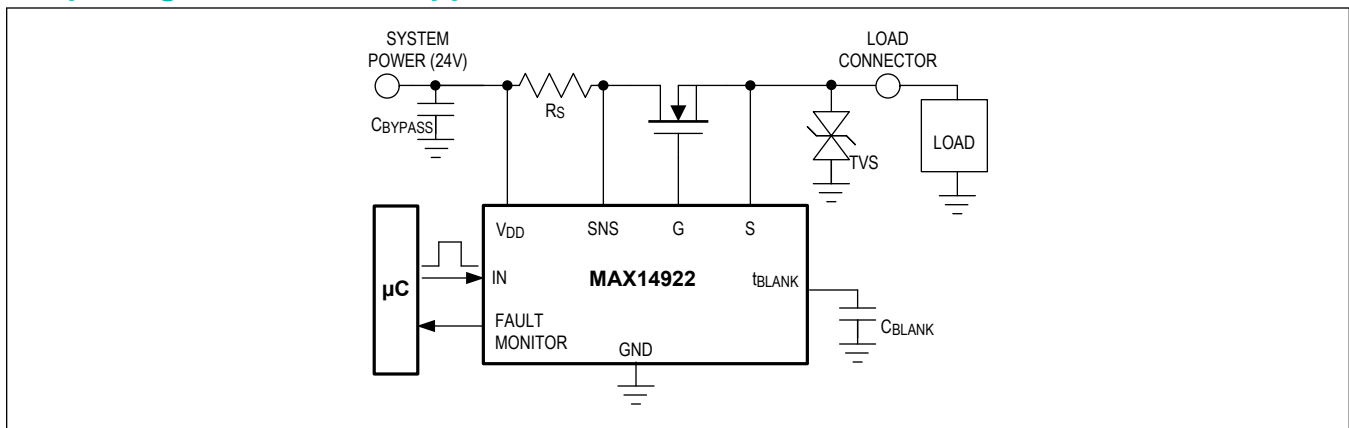 SYSTEM
POWER (24V)
LOAD
CONNECTOR
RS
CBYPASS
TVS
LOAD
VDD
SNS
G
S
µC
IN
MAX14922
tBLANK
FAULT
MONITOR
CBLANK
GND